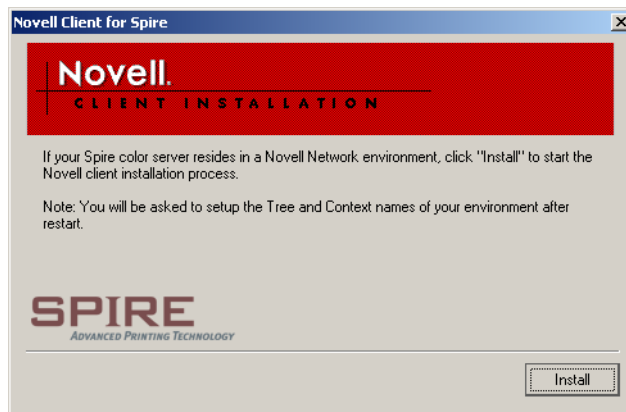 Novell Client for Spire
Novell.
CLIENT INSTALLATION
If your Spire color server resides in a Novell Network environment, click "Install" to start the
Novell client installation process.
Note: You will be asked to setup the Tree and Context names of your environment after
restart.
SPIRE
ADVANCED PRINTING TECHNOLOGY
Install